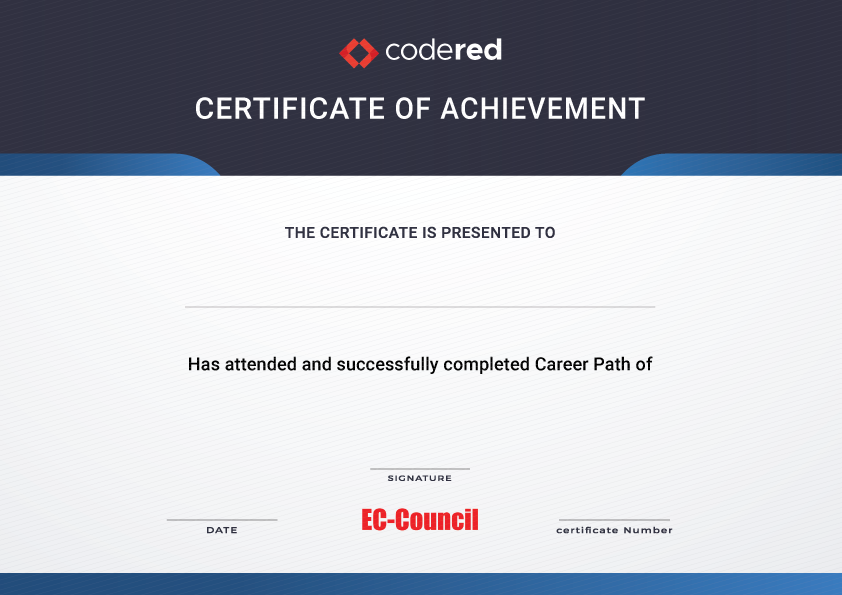 codered
CERTIFICATE OF ACHIEVEMENT
THE CERTIFICATE IS PRESENTED TO
Has attended and successfully completed Career Path of
SIGNATURE
EC-Council
DATE
certificate Number